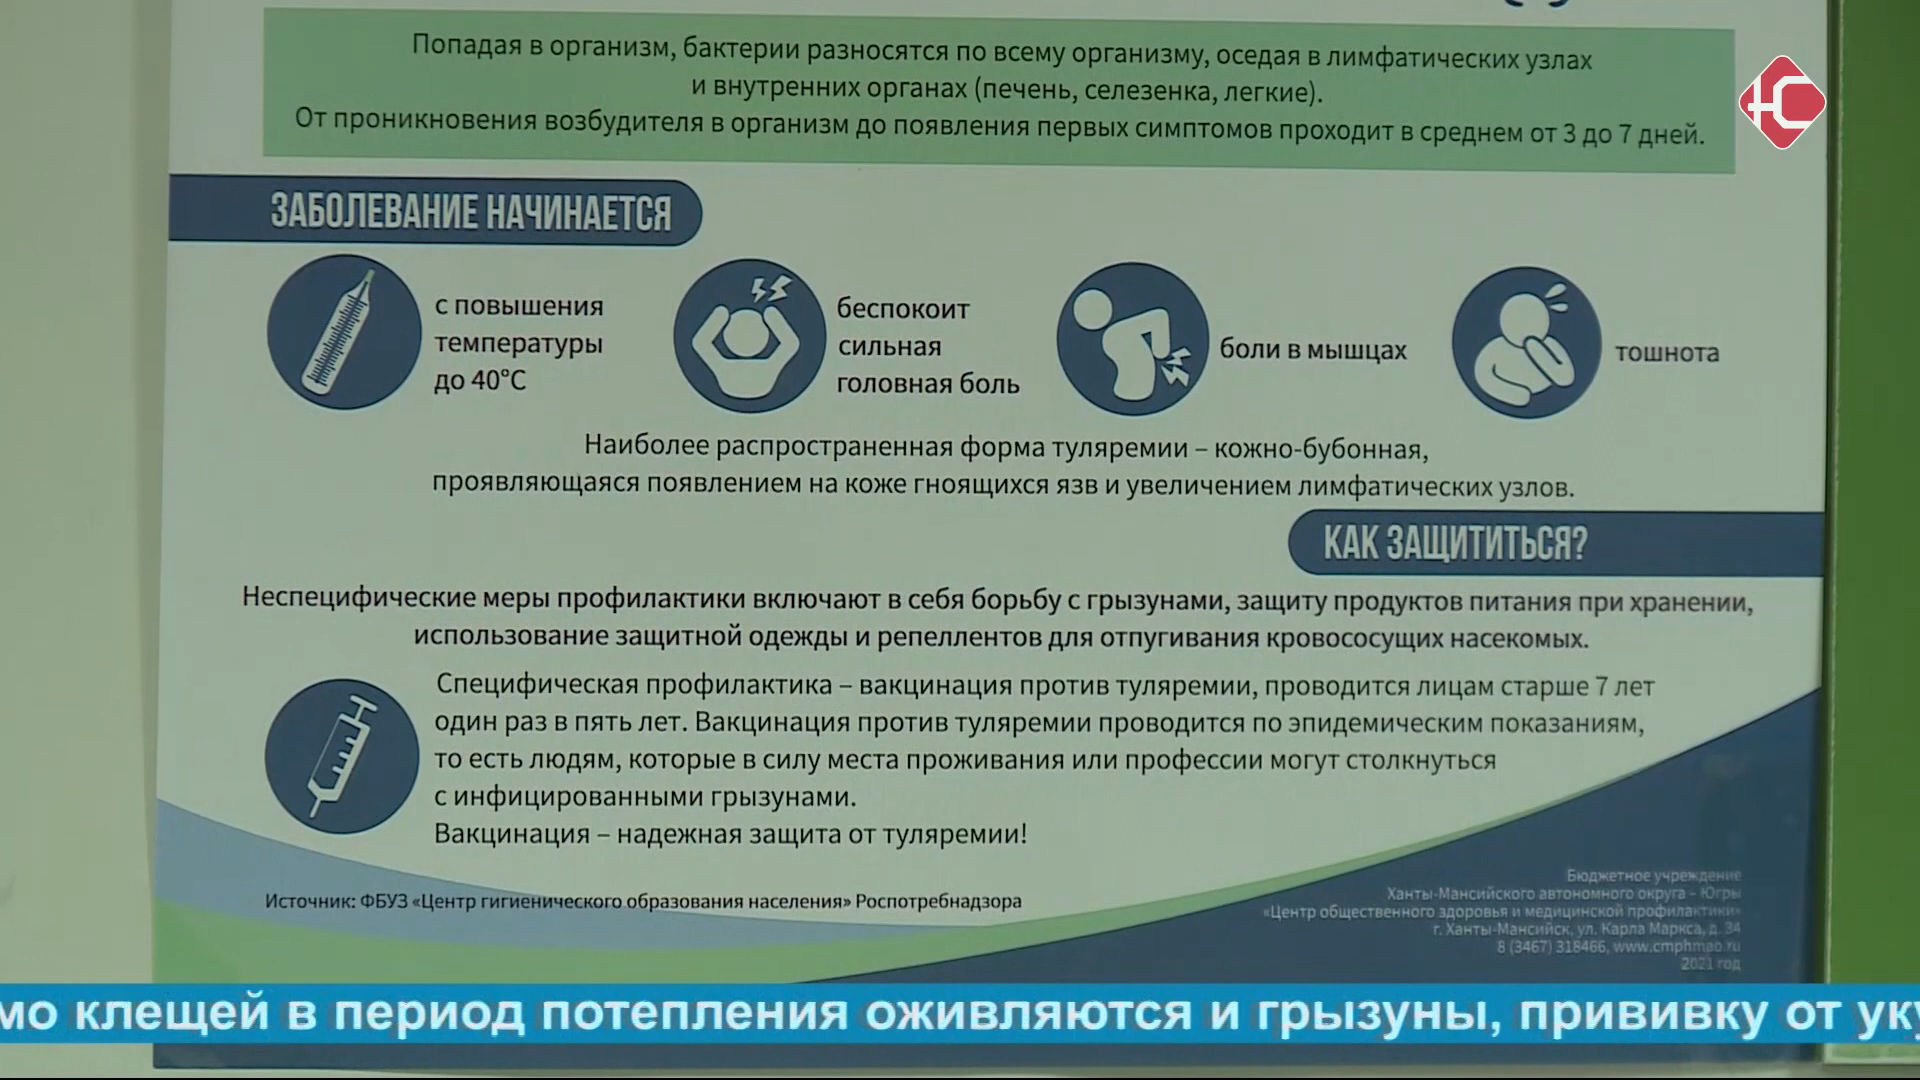 Попадая в организм, бактерии разносятся по всему организму, оседая в лимфатических узлах
и внутренних органах (печень, селезенка, легкие).
От проникновения возбудителя в организм до появления первых симптомов проходит в среднем от 3 до 7 дней.
ЗАБОЛЕВАНИЕ НАЧИНАЕТСЯ
с повышения
температуры
до 40°С
беспокоит
сильная
головная боль
боли в мышцах
тошнота
Наиболее распространенная форма туляремии – кожно-бубонная,
проявляющаяся появлением на коже гноящихся язв и увеличением лимфатических узлов.
КАК ЗАЩИТИТЬСЯ?
Неспецифические меры профилактики включают в себя борьбу с грызунами, защиту продуктов питания при хранении,
использование защитной одежды и репеллентов для отпугивания кровососущих насекомых.
Специфическая профилактика – вакцинация против туляремии, проводится лицам старше 7 лет
один раз в пять лет. Вакцинация против туляремии проводится по эпидемическим показаниям,
то есть людям, которые в силу места проживания или профессии могут столкнуться
с инфицированными грызунами.
Вакцинация – надежная защита от туляремии!
Источник: ФБУЗ «Центр гигиенического образования населения» Роспотребнадзора
Бюджетное учреждение
Ханты-Мансийского автономного округа – Югры
«Центр общественного здоровья и медицинской профилактики»
г. Ханты-Мансийск, ул. Карла Маркса, д. 34
8 (3467) 318466, www.cmphmao.ru
2021 год
мо клещей в период потепления оживляются и грызуны, прививку от уку